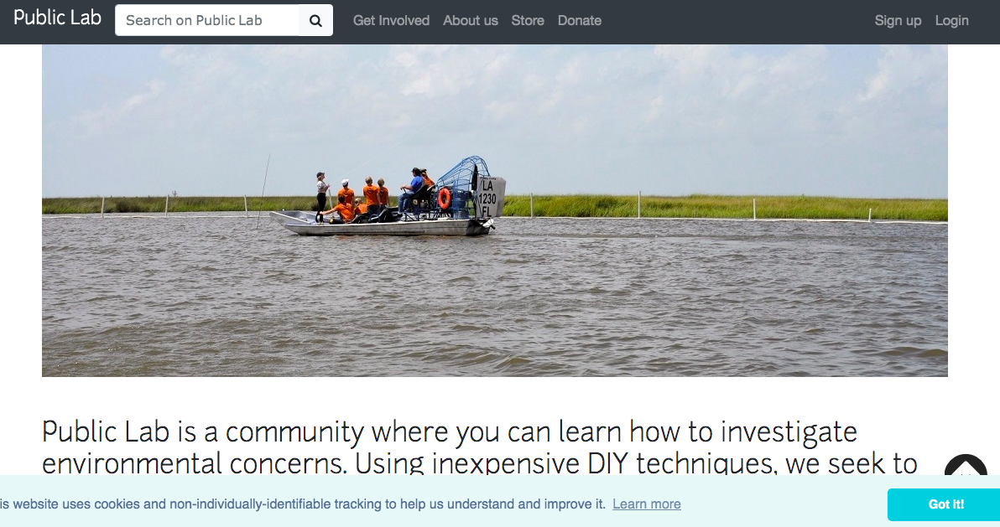 Public Lab
Search on Public Lab
Get Involved
About us
Store
Donate
Sign up
Login
LA
1230
FL
Public Lab is a community where you can learn how to investigate
environmental concerns. Using inexpensive DIY techniques, we seek to
is website uses cookies and non-individually-identifiable tracking to help us understand and improve it. Learn more
Got it!